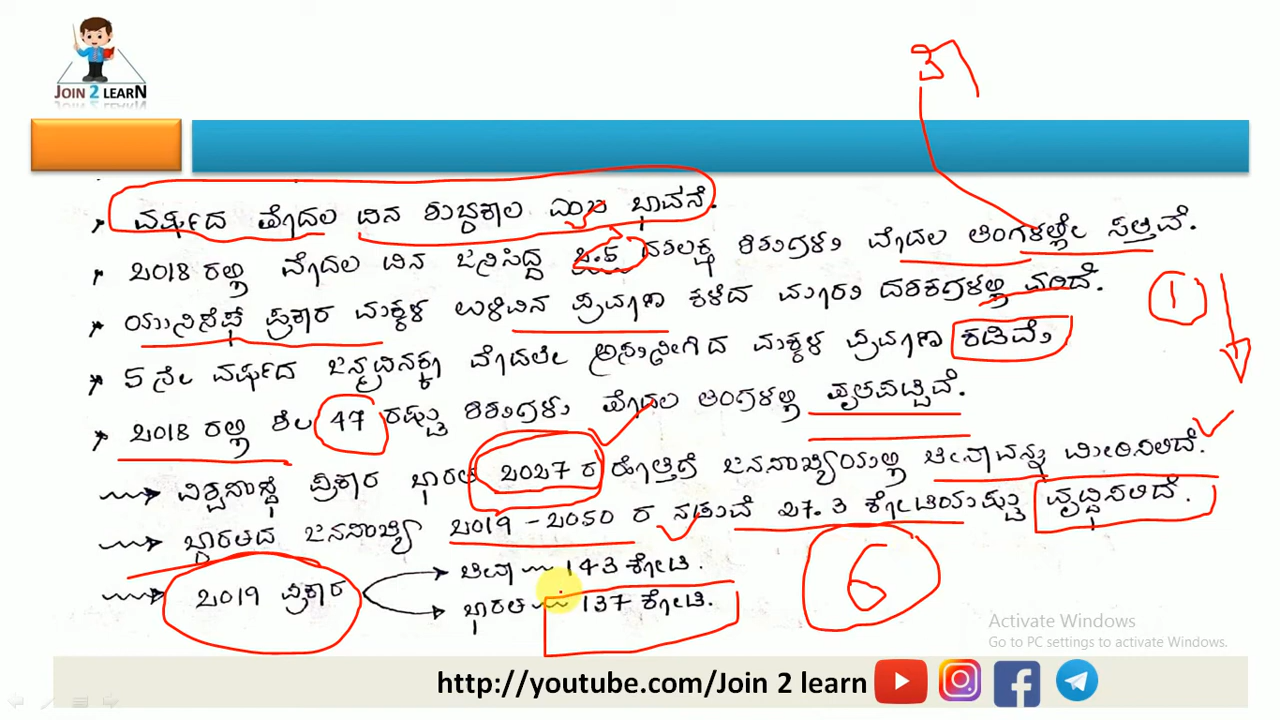 JOIN 2 LEARN
31
ವರ್ಷದ ಮೊದಲ ದಿನ ಶುಭಕಾಲ ಎಂಬ ಭಾವನೆ.
2018 ರಲ್ಲಿ ಮೊದಲ ದಿನ ಜನಿಸಿದ್ದ ಲಕ್ಷ ಶಿಶುಗಳು ಮೊದಲ ತಿಂಗಳಲ್ಲೇ ಸತ್ತಿವೆ.
ಯುನಿಸೆಫ್ ಪ್ರಕಾರ ಮಕ್ಕಳ ಉಳಿವಿನ ಪ್ರಮಾಣ ಕಳೆದ ಮೂರು ದಶಕಗಳಲ್ಲಿ
1
5 ನೇ ವರ್ಷದ ಜನ್ಮದಿನಕ್ಕೂ ಮೊದಲೇ ಅಸುನೀಗಿದ ಮಕ್ಕಳ ಪ್ರಮಾಣ ಕಡಿಮೆ
2018 ರಲ್ಲಿ ಶೇ 47 ರಷ್ಟು ಶಿಶುಗಳು ಮೊದಲ ತಿಂಗಳಲ್ಲಿ ಮೃತಪಟ್ಟಿವೆ.
ವಿಶ್ವಸಂಸ್ಥೆ ಪ್ರಕಾರ ಭಾರತ 2027 ರ ಹೊತ್ತಿಗೆ ಜನಸಂಖ್ಯೆಯಲ್ಲಿ ಚೀನಾವನ್ನು ಮೀರಿಸಲಿದೆ.
ಭಾರತದ ಜನಸಂಖ್ಯೆ 2019 - 2050 ರ ನಡುವೆ 27.3 ಕೋಟಿಯಷ್ಟು ವೃದ್ಧಿಸಲಿದೆ.
2019 ಪ್ರಕಾರ
ಚೀನಾ 143 ಕೋಟಿ.
ಭಾರತ 137 ಕೋಟಿ.
6
Activate Windows
Go to PC settings to activate Windows.
http://youtube.com/Join 2 learn